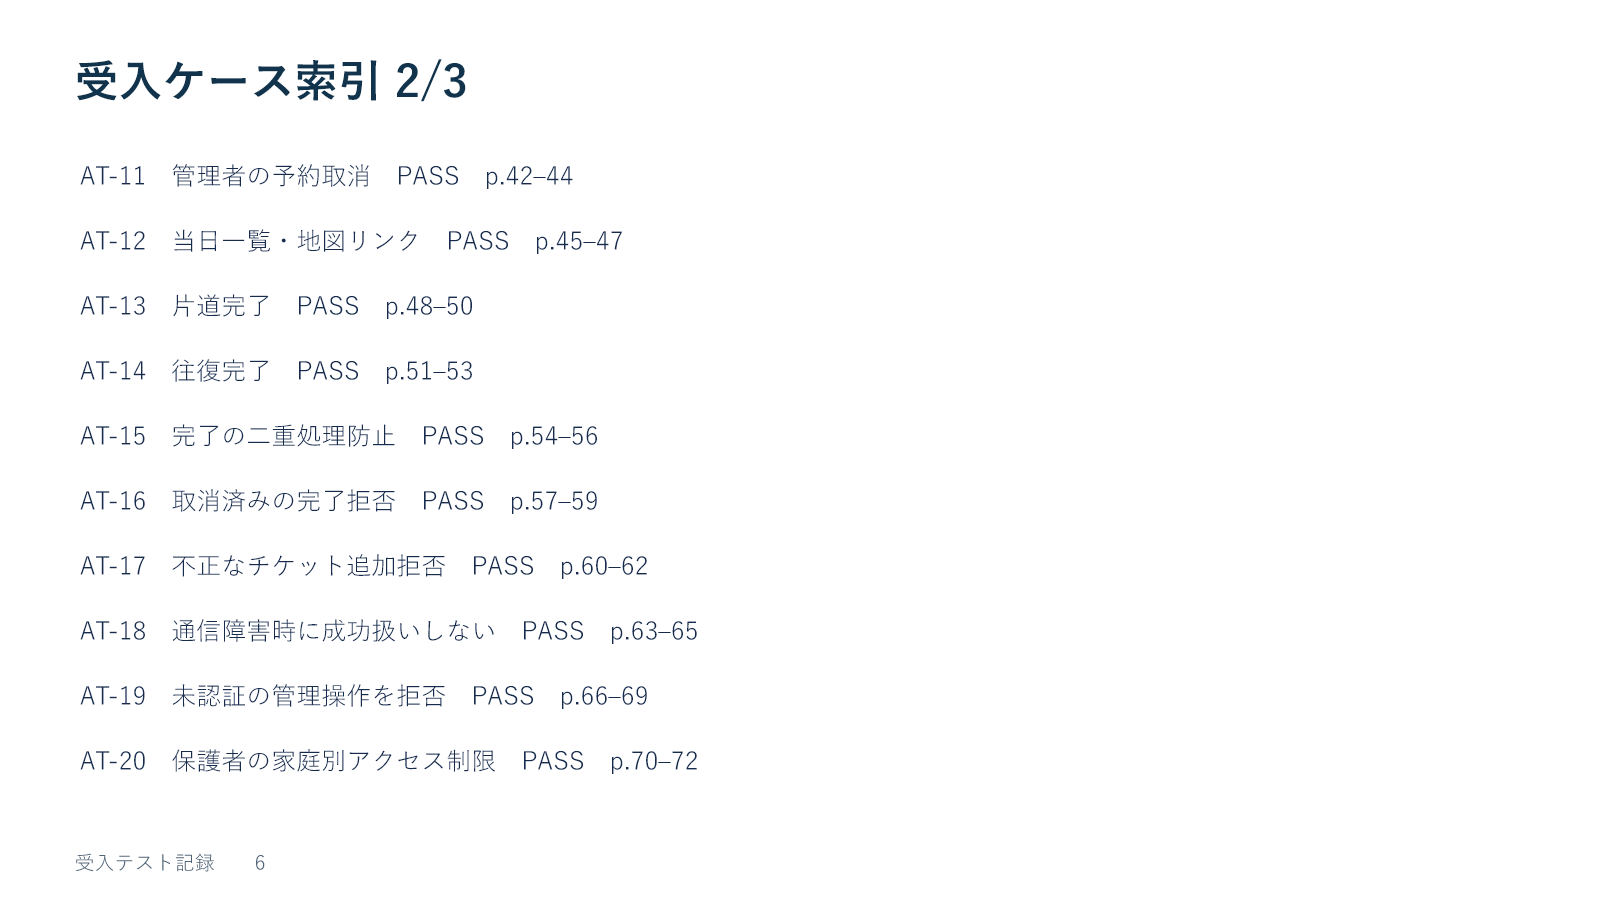 受入ケース索引 2/3
AT-11　管理者の予約取消　PASS　p.42–44
AT-12　当日一覧・地図リンク　PASS　p.45–47
AT-13　片道完了　PASS　p.48–50
AT-14　往復完了　PASS　p.51–53
AT-15　完了の二重処理防止　PASS　p.54–56
AT-16　取消済みの完了拒否　PASS　p.57–59
AT-17　不正なチケット追加拒否　PASS　p.60–62
AT-18　通信障害時に成功扱いしない　PASS　p.63–65
AT-19　未認証の管理操作を拒否　PASS　p.66–69
AT-20　保護者の家庭別アクセス制限　PASS　p.70–72
受入テスト記録　　6